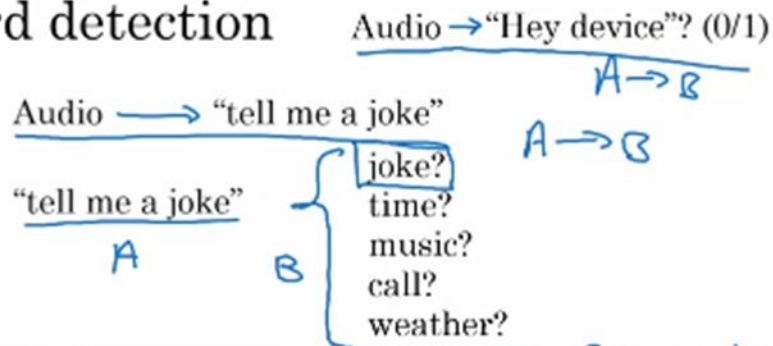 d detection
Audio → “Hey device”? (0/1)
A → B
Audio → “tell me a joke”
A → B
joke?
“tell me a joke”
time?
A
B
music?
call?
weather?